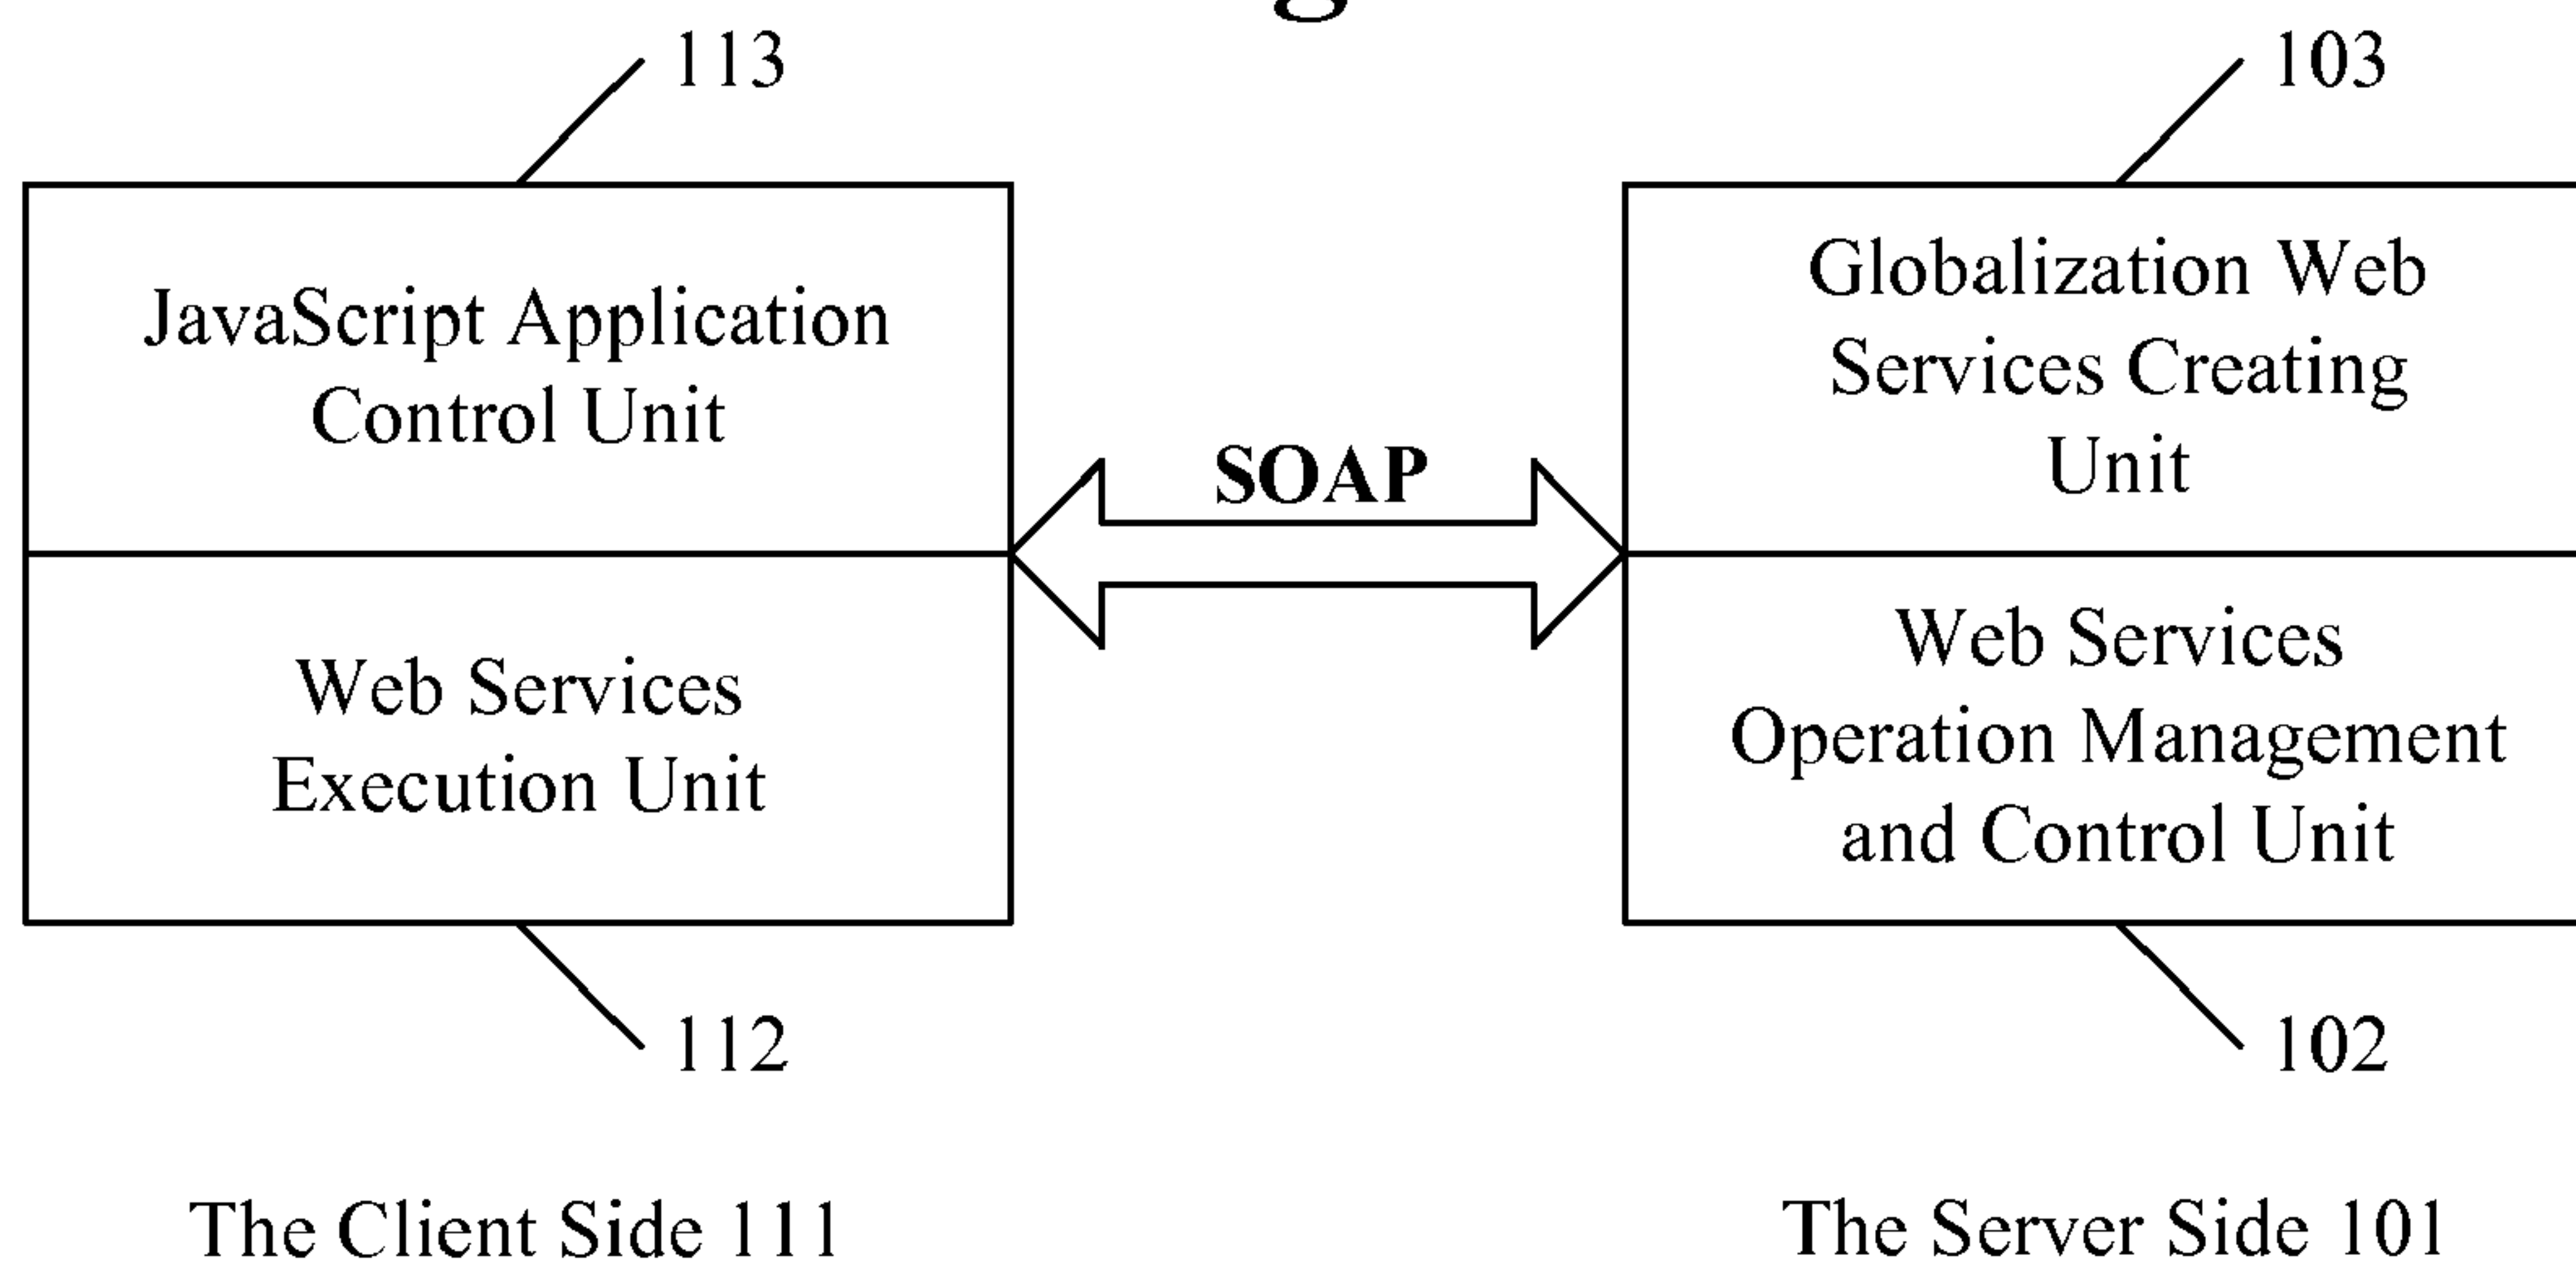 113
103
JavaScript Application
Control Unit
Globalization Web
Services Creating
Unit
SOAP
Web Services
Execution Unit
Web Services
Operation Management
and Control Unit
112
102
The Client Side 111
The Server Side 101